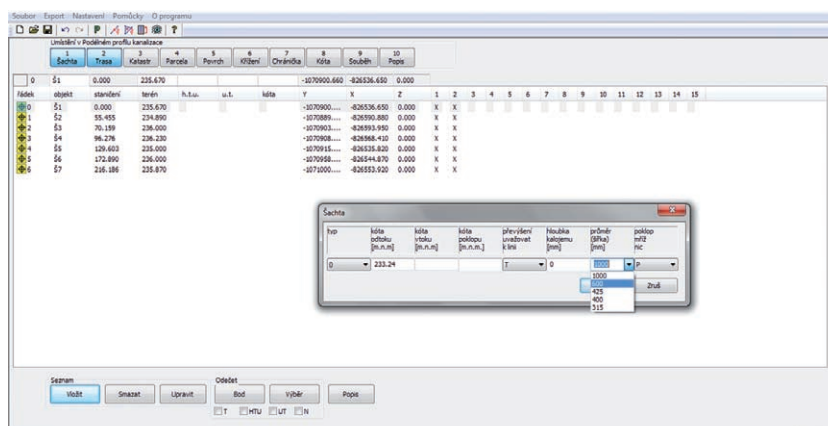 Soubor Export Nastavení Pomůcky O programu
P ?
Umístění v Podélném profilu kanalizace
1 2 3 4 5 6 7 8 9 10
Šachta Trasa Katastr Parcela Povrch Křížení Chránička Kóta Souběh Popis
0 Š1 0.000 235.670 -1070900.660 -826536.650 0.000
řádek objekt staničení terén h.t.u. u.t. kóta Y X Z 1 2 3 4 5 6 7 8 9 10 11 12 13 14 15
0 Š1 0.000 235.670 -1070900.... -826536.650 0.000 X X
1 Š2 55.455 234.890 -1070889.... -826590.880 0.000 X X
2 Š3 70.159 236.000 -1070903.... -826593.950 0.000 X X
3 Š4 96.276 236.230 -1070908.... -826568.410 0.000 X X
4 Š5 129.603 235.000 -1070915.... -826535.820 0.000 X X
5 Š6 172.890 236.000 -1070958.... -826544.870 0.000 X X
6 Š7 216.186 235.870 -1071000.... -826553.920 0.000 X X
Šachta
typ kóta kóta kóta převýšení hloubka průměr poklop
odtoku vtoku poklopu uvažovat kalojemu (šířka) mříž
[m.n.m] [m.n.m] [m.n.m.] k linii [mm] [mm] nic
0 233.24 T 0 1000 P
1000
600 Zruš
425
400
315
Seznam Odečet
Vložit Smazat Upravit Bod Výběr Popis
T HTU UT N